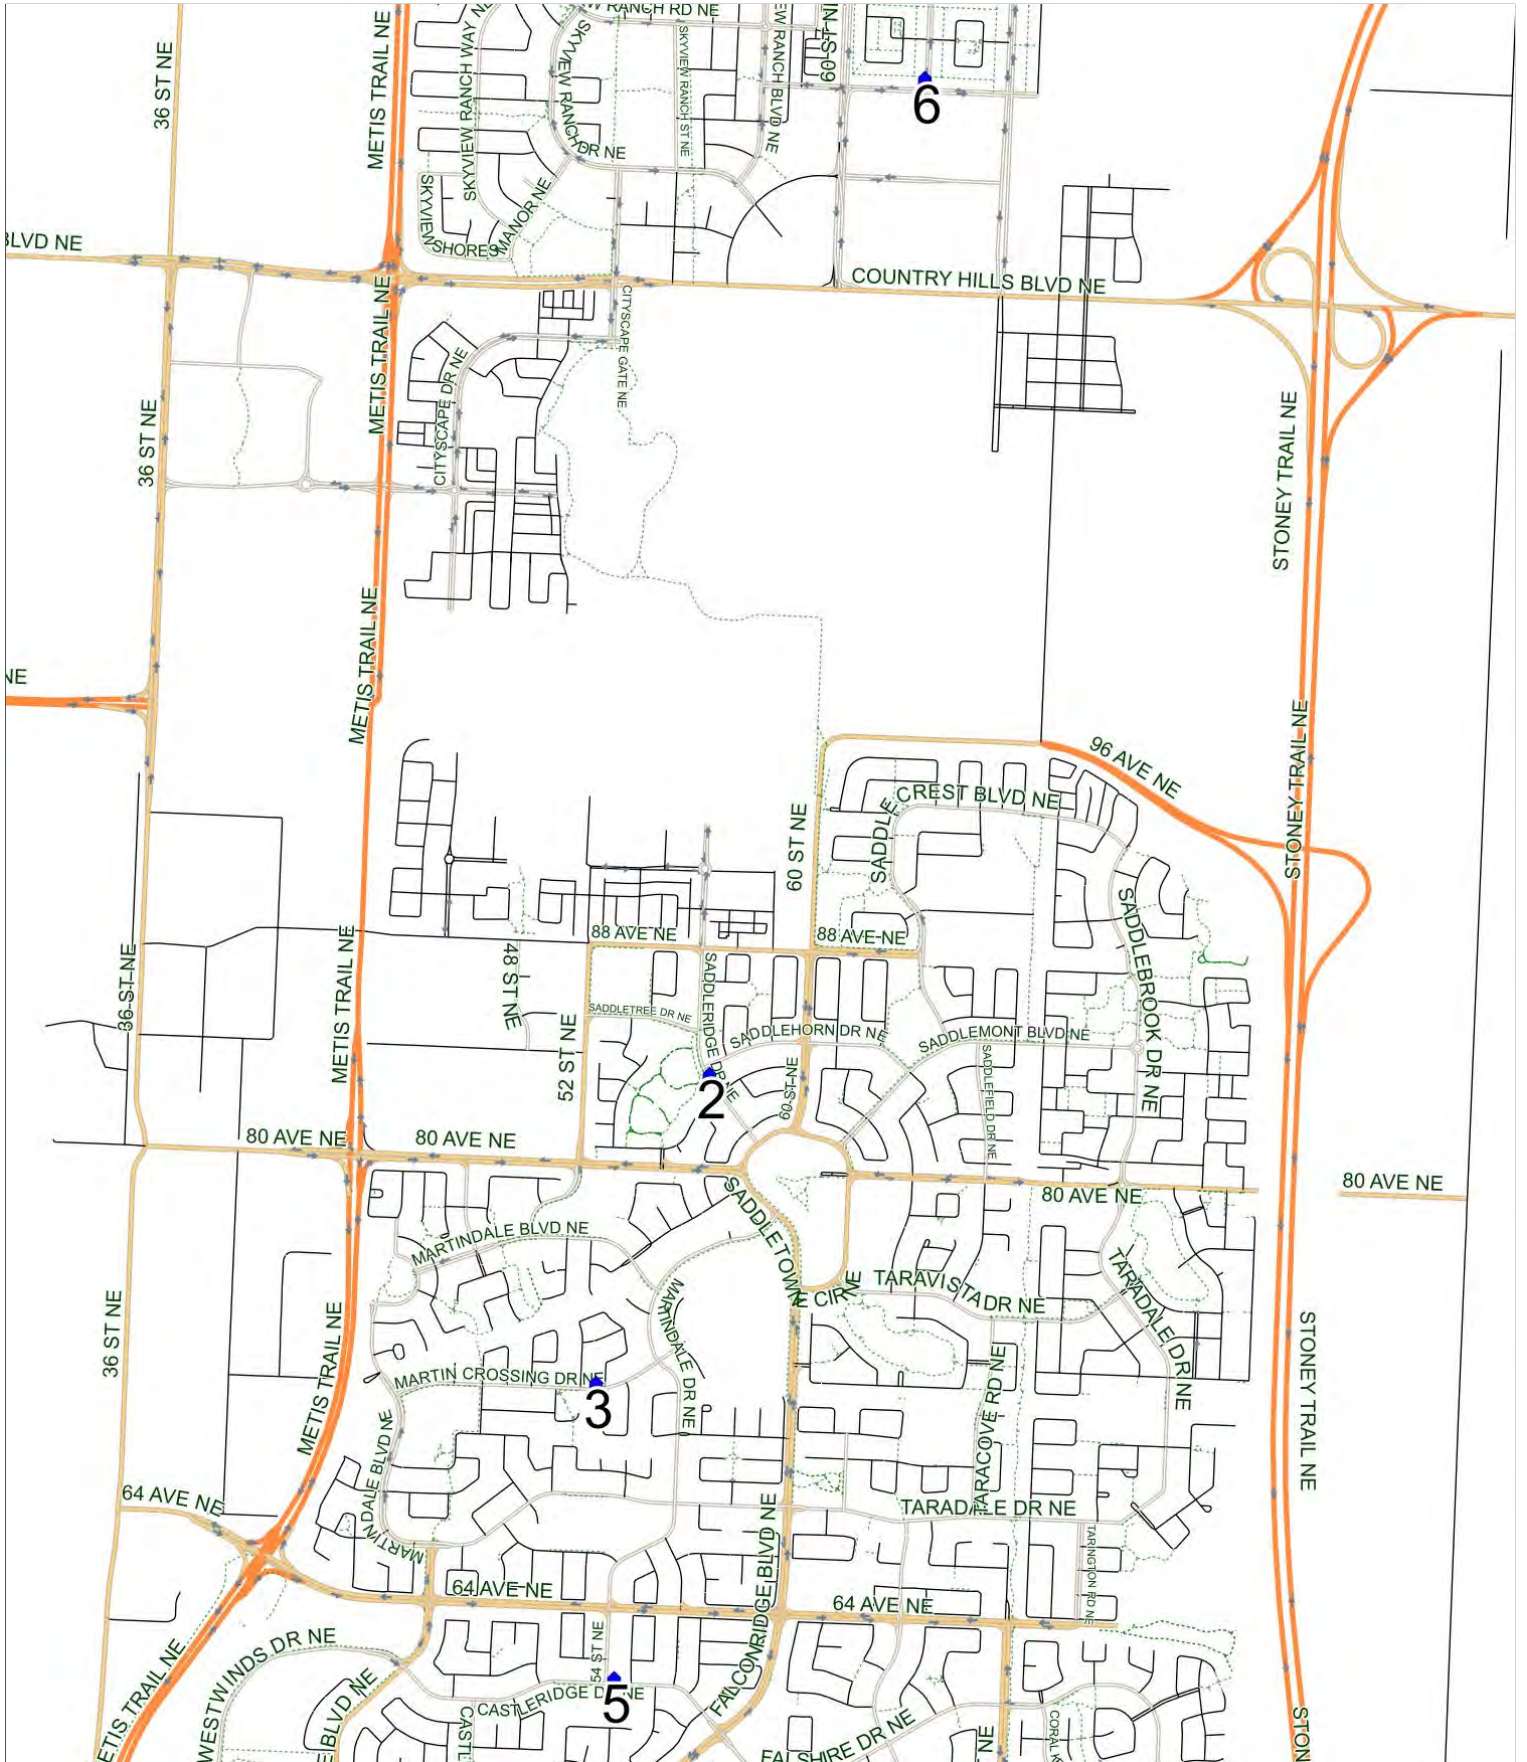 W RANCH RD NE
36 ST NE
METIS TRAIL NE
SKYVIEW RANCH WAY NE
SKYVIEW RANCH DR NE
SKYVIEW RANCH ST NE
EW RANCH BLVD NE
60 ST NE
6
SKYVIEW SHORES MANOR NE
BLVD NE
COUNTRY HILLS BLVD NE
METIS TRAIL NE
CITYSCAPE GATE NE
CITYSCAPE DR NE
36 ST NE
STONEY TRAIL NE
METIS TRAIL NE
NE
96 AVE NE
STONEY TRAIL NE
SADDLE CREST BLVD NE
60 ST NE
88 AVE NE
88 AVE NE
36 ST NE
METIS TRAIL NE
48 ST NE
SADDLERIDGE DR NE
SADDLEBROOK DR NE
SADDLETREE DR NE
SADDLEHORN DR NE
SADDLEMONT BLVD NE
52 ST NE
60 ST NE
SADDLEFIELD DR NE
2
80 AVE NE
80 AVE NE
80 AVE NE
80 AVE NE
SADDLETOWNE CIR NE
MARTINDALE BLVD NE
TARAVISTA DR NE
TARADALE DR NE
MARTINDALE DR NE
36 ST NE
METIS TRAIL NE
STONEY TRAIL NE
MARTIN CROSSING DR NE
3
TARACOVE RD NE
MARTINDALE BLVD NE
64 AVE NE
TARADALE DR NE
TARINGTON RD NE
FALCONRIDGE BLVD NE
64 AVE NE
64 AVE NE
54 ST NE
WESTWINDS DR NE
METIS TRAIL NE
5
CASTLERIDGE DR NE
E BLVD NE
FALSHIRE DR NE
NE
STON